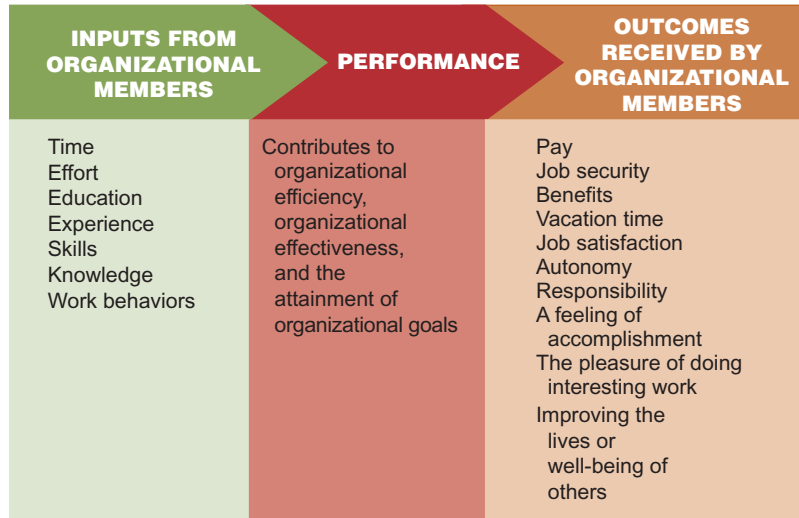 INPUTS FROM
ORGANIZATIONAL
MEMBERS
PERFORMANCE
OUTCOMES
RECEIVED BY
ORGANIZATIONAL
MEMBERS
Time
Effort
Education
Experience
Skills
Knowledge
Work behaviors
Contributes to
organizational
efficiency,
organizational
effectiveness,
and the
attainment of
organizational goals
Pay
Job security
Benefits
Vacation time
Job satisfaction
Autonomy
Responsibility
A feeling of
accomplishment
The pleasure of doing
interesting work
Improving the
lives or
well-being of
others